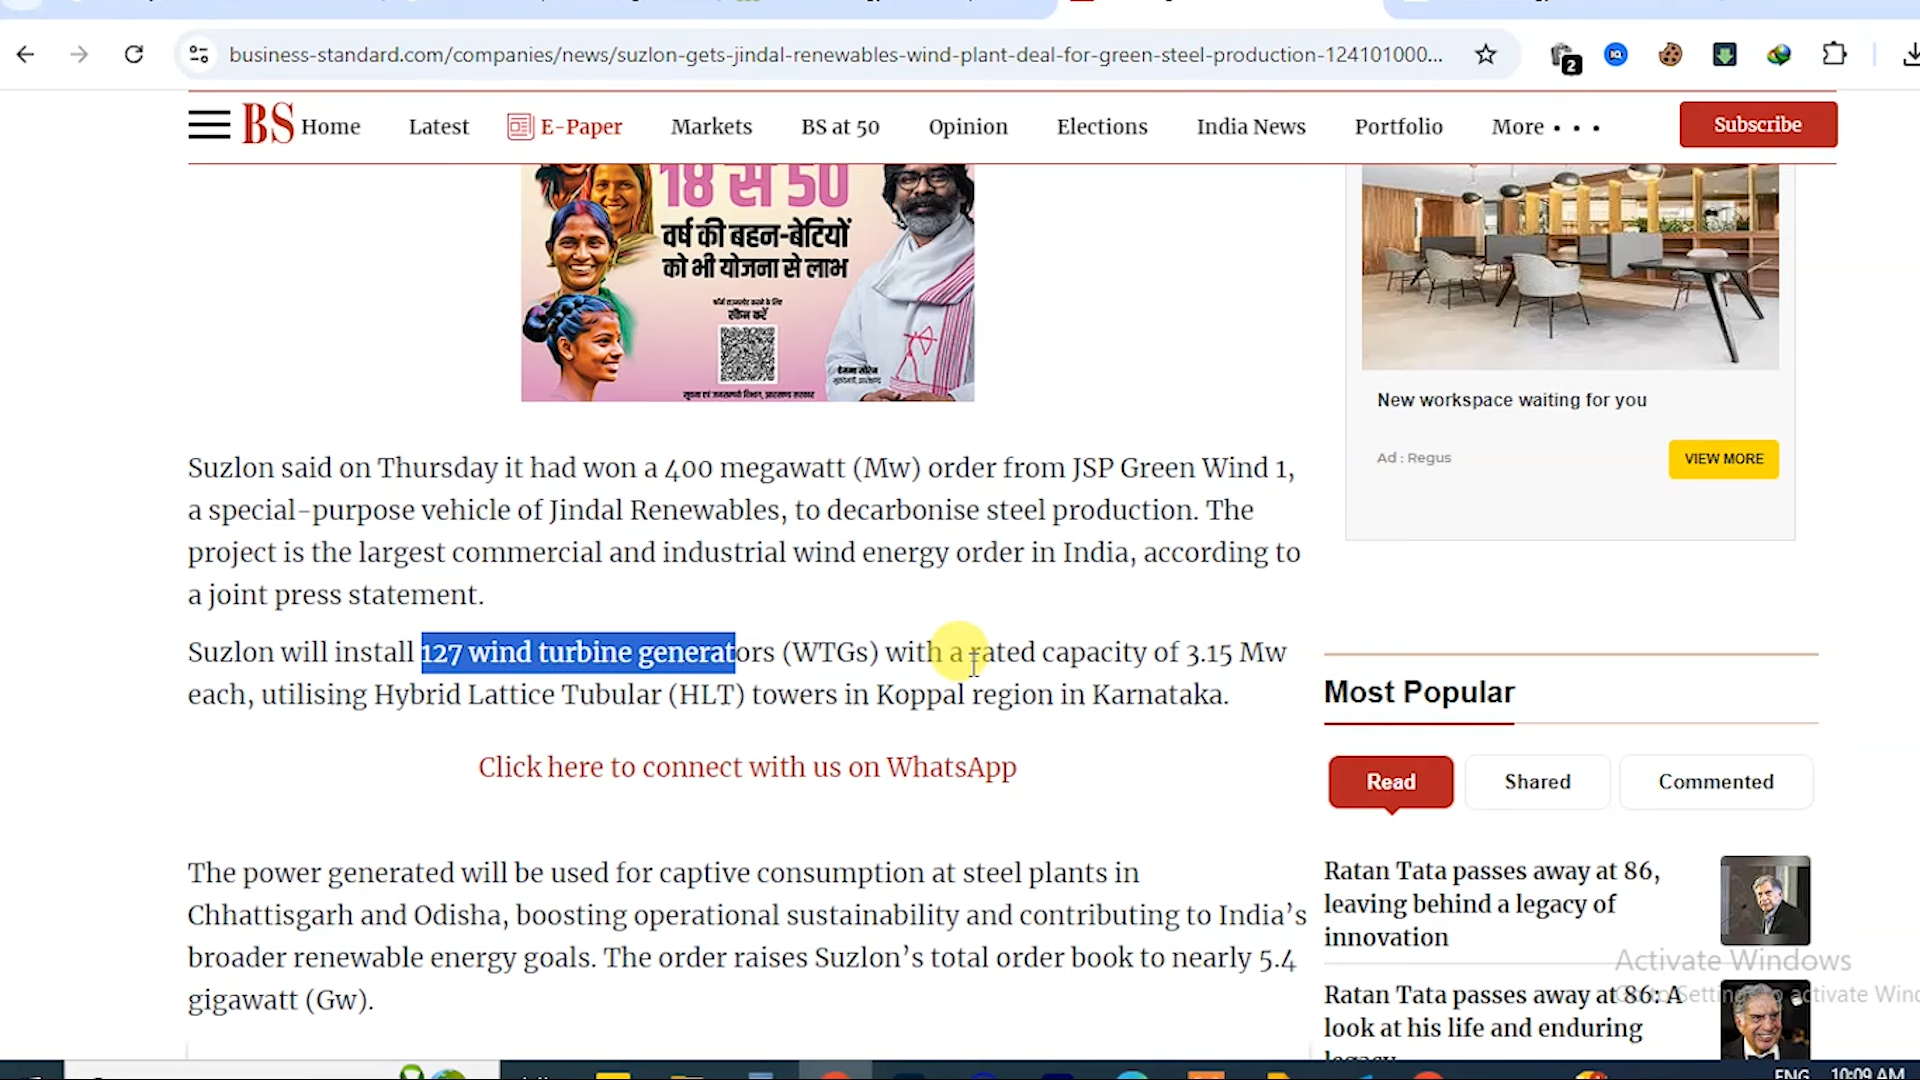 business-standard.com/companies/news/suzlon-gets-jindal-renewables-wind-plant-deal-for-green-steel-production-124101000...
2
BS Home Latest E-Paper Markets BS at 50 Opinion Elections India News Portfolio More • • • Subscribe
18 से 50
वर्ष की बहन-बेटियों
को भी योजना से लाभ
स्कैन करें
हेमन्त सोरेन
New workspace waiting for you
Ad : Regus
VIEW MORE
Suzlon said on Thursday it had won a 400 megawatt (Mw) order from JSP Green Wind 1,
a special-purpose vehicle of Jindal Renewables, to decarbonise steel production. The
project is the largest commercial and industrial wind energy order in India, according to
a joint press statement.
Suzlon will install 127 wind turbine generators (WTGs) with a rated capacity of 3.15 Mw
each, utilising Hybrid Lattice Tubular (HLT) towers in Koppal region in Karnataka.
Click here to connect with us on WhatsApp
The power generated will be used for captive consumption at steel plants in
Chhattisgarh and Odisha, boosting operational sustainability and contributing to India's
broader renewable energy goals. The order raises Suzlon's total order book to nearly 5.4
gigawatt (Gw).
Most Popular
Read Shared Commented
Ratan Tata passes away at 86,
leaving behind a legacy of
innovation
Ratan Tata passes away at 86: A
look at his life and enduring
legacy
Activate Windows
Go to Settings to activate Wind
ENG 10:09 AM